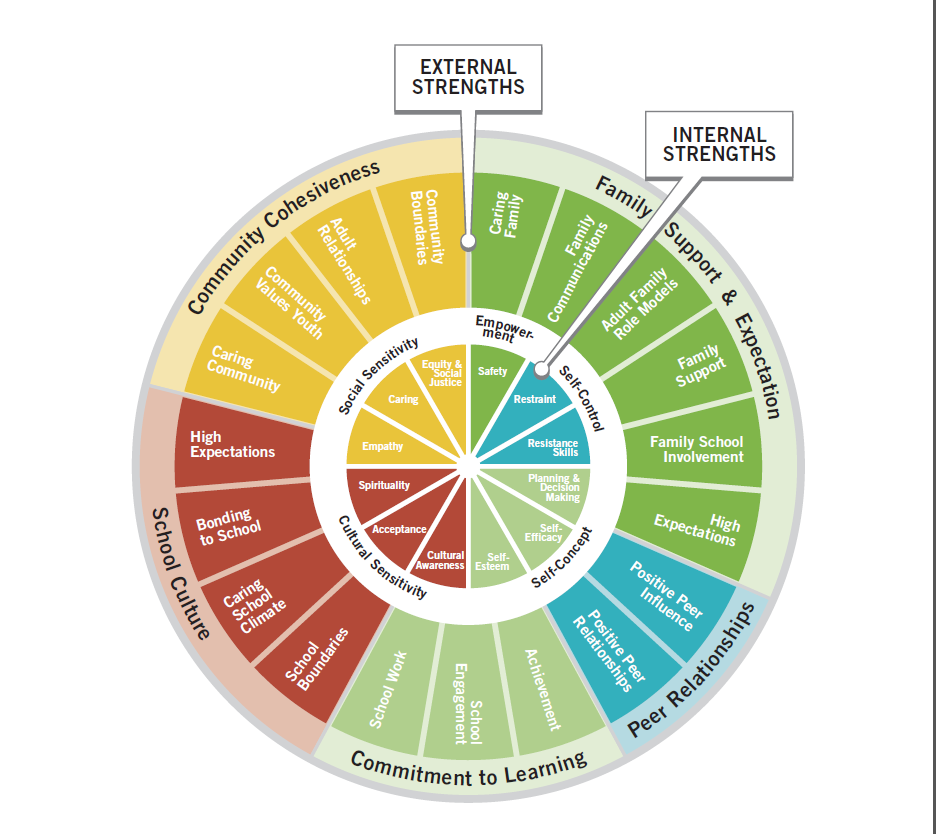 EXTERNAL
STRENGTHS
INTERNAL
STRENGTHS
Family Support & Expectation
Caring
Family
Family
Communications
Adult Family
Role Models
Family
Support
Family School
Involvement
High
Expectations
Peer Relationships
Positive Peer
Influence
Positive Peer
Relationships
Commitment to Learning
Achievement
School
Engagement
School Work
School Culture
School
Boundaries
Caring
School
Climate
Bonding
to School
High
Expectations
Community Cohesiveness
Caring
Community
Community
Values Youth
Adult
Relationships
Community
Boundaries
Empower-
ment
Safety
Self-Control
Restraint
Resistance
Skills
Self-Concept
Planning &
Decision
Making
Self-
Efficacy
Self-
Esteem
Cultural Sensitivity
Cultural
Awareness
Acceptance
Spirituality
Social Sensitivity
Empathy
Caring
Equity &
Social
Justice